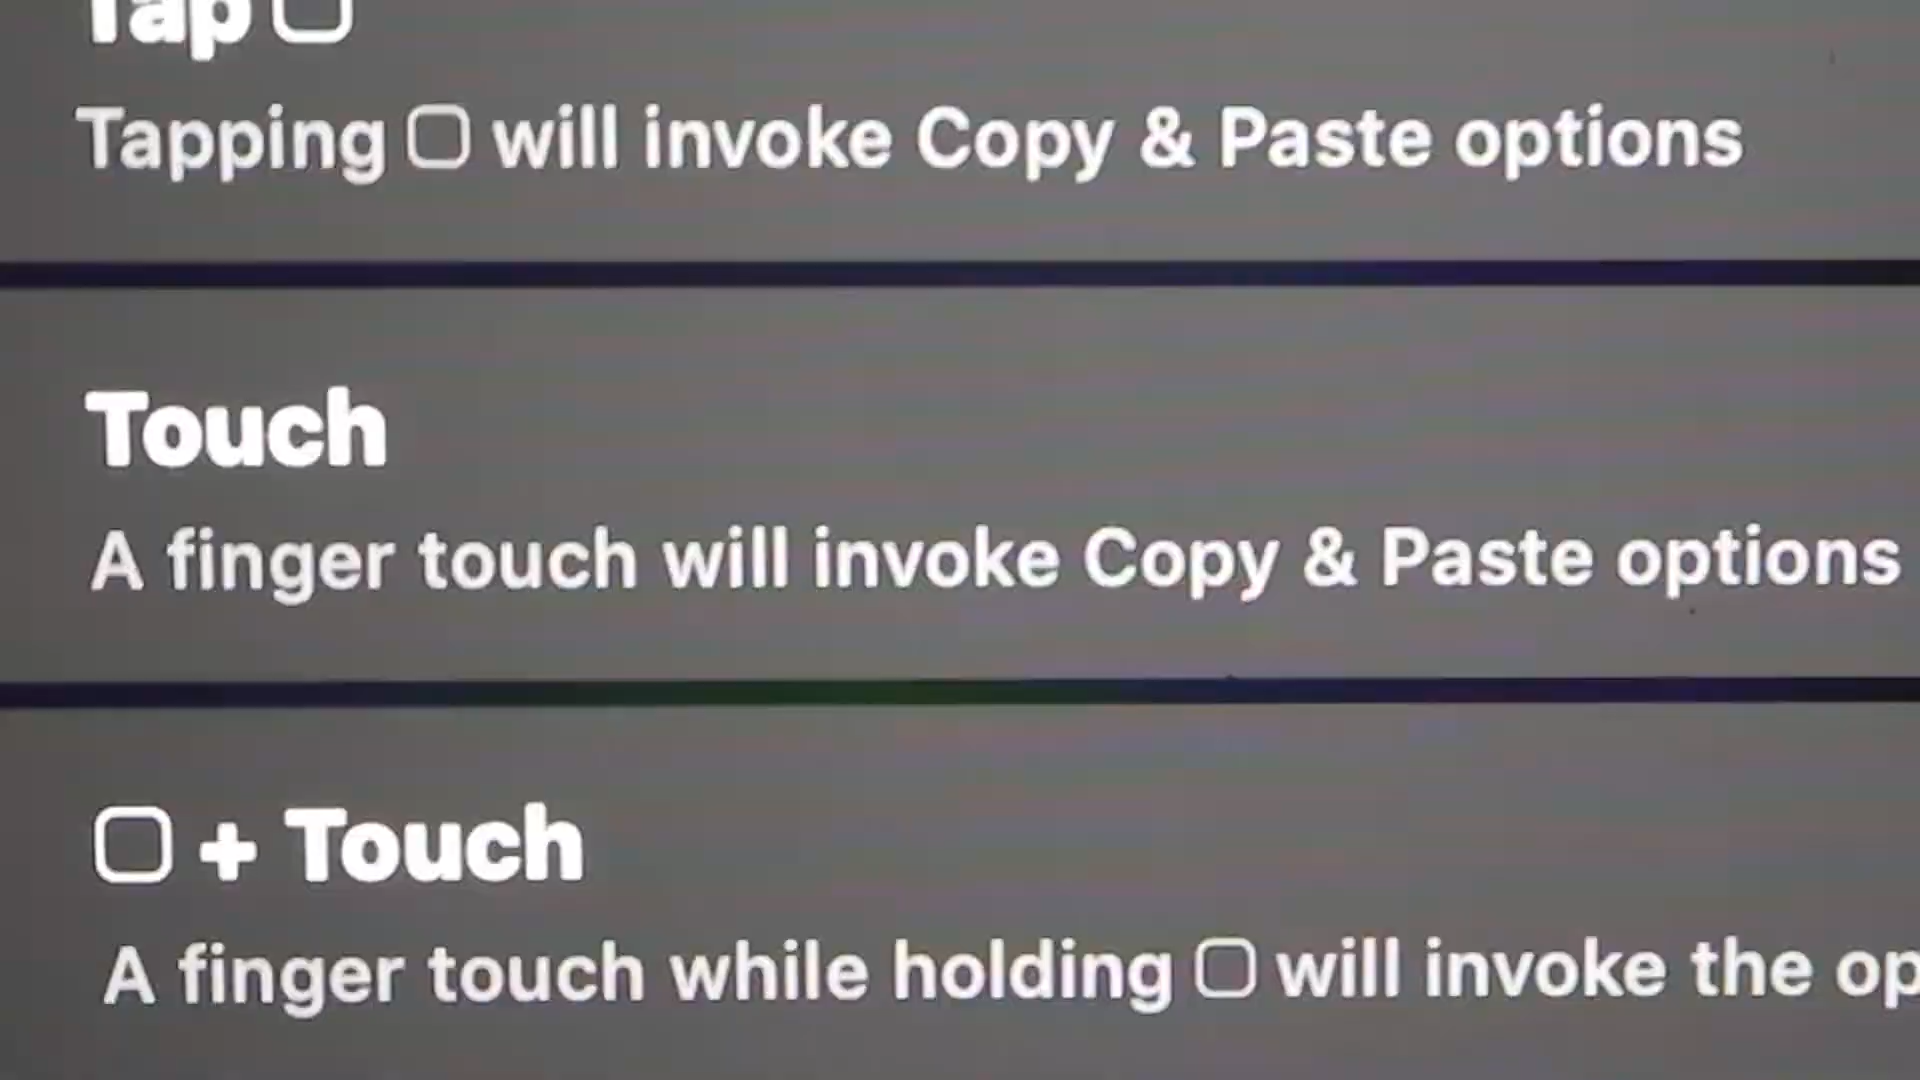 Tap ▢
Tapping ▢ will invoke Copy & Paste options
Touch
A finger touch will invoke Copy & Paste options
▢ + Touch
A finger touch while holding ▢ will invoke the